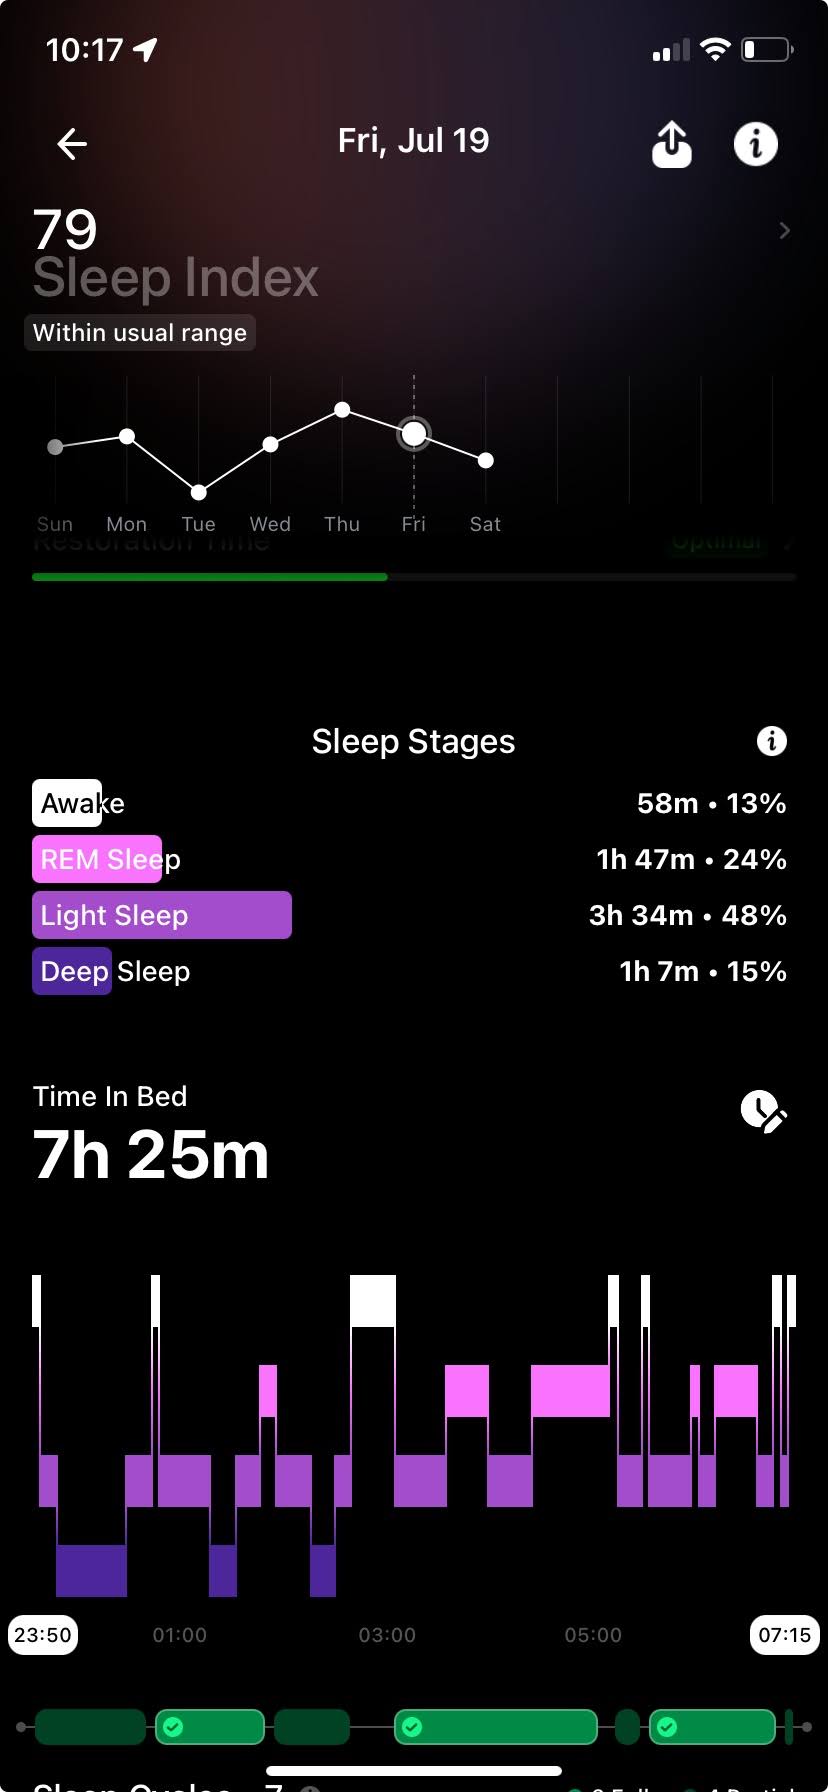 10:17
Fri, Jul 19
79
Sleep Index
Within usual range
Sun Mon Tue Wed Thu Fri Sat
Restoration Time Optimal
Sleep Stages
Awake 58m • 13%
REM Sleep 1h 47m • 24%
Light Sleep 3h 34m • 48%
Deep Sleep 1h 7m • 15%
Time In Bed
7h 25m
23:50 01:00 03:00 05:00 07:15